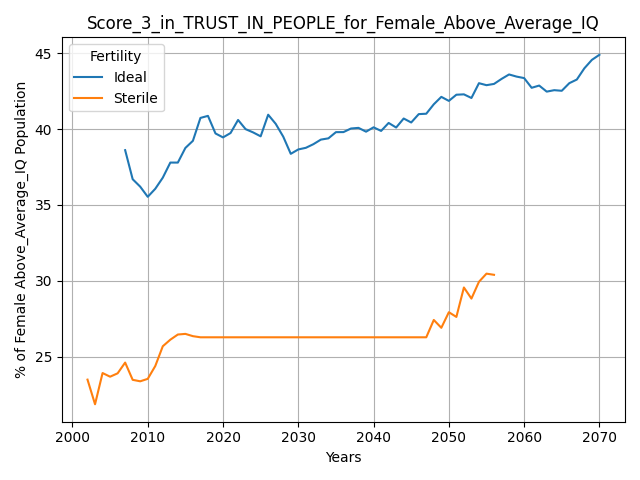 Score_3_in_TRUST_IN_PEOPLE_for_Female_Above_Average_IQ
Fertility
Ideal
Sterile
% of Female Above_Average_IQ Population
45
40
35
30
25
2000 2010 2020 2030 2040 2050 2060 2070
Years